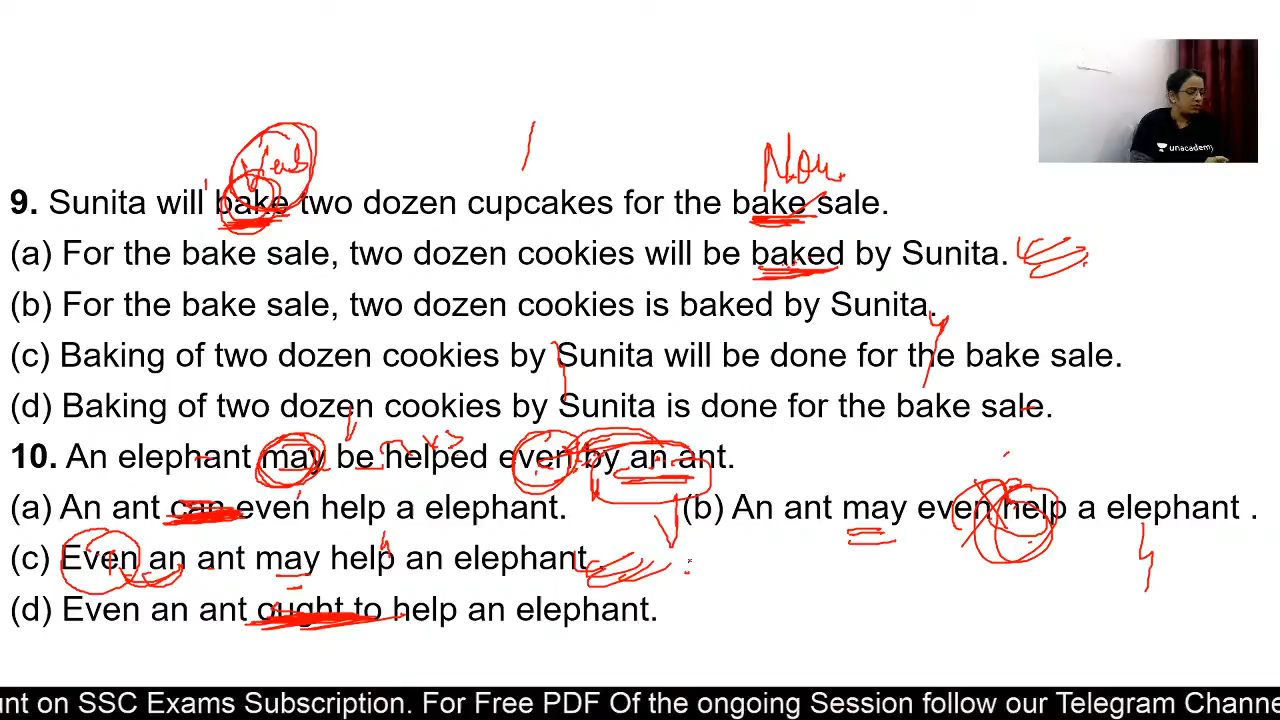 Verb
Nou
9. Sunita will bake two dozen cupcakes for the bake sale.
(a) For the bake sale, two dozen cookies will be baked by Sunita.
(b) For the bake sale, two dozen cookies is baked by Sunita.
(c) Baking of two dozen cookies by Sunita will be done for the bake sale.
(d) Baking of two dozen cookies by Sunita is done for the bake sale.
10. An elephant may be helped even by an ant.
(a) An ant can even help a elephant. (b) An ant may even help a elephant .
(c) Even an ant may help an elephant.
(d) Even an ant ought to help an elephant.
unacademy
unt on SSC Exams Subscription. For Free PDF Of the ongoing Session follow our Telegram Channe